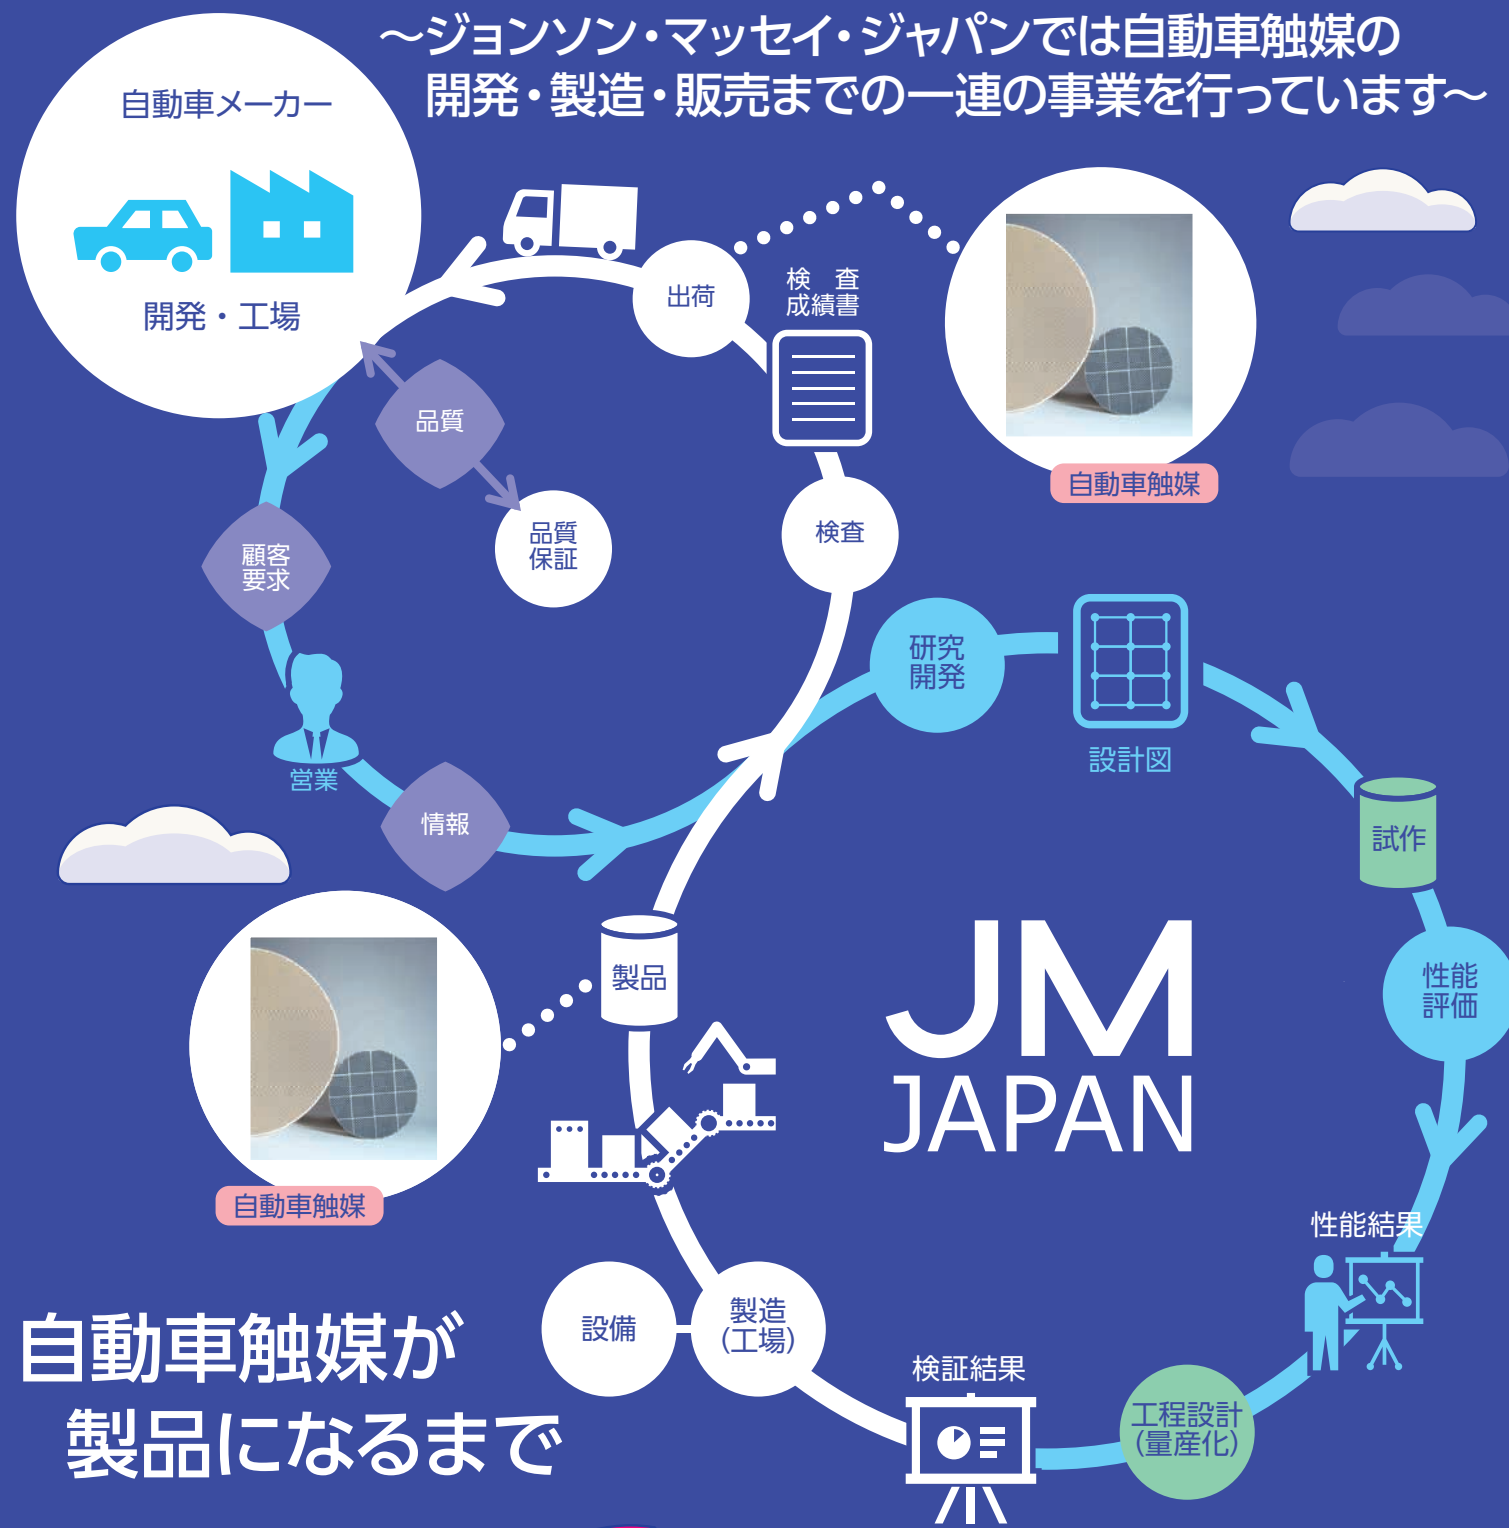 ～ジョンソン・マッセイ・ジャパンでは自動車触媒の
開発・製造・販売までの一連の事業を行っています～
自動車メーカー
開発・工場
出荷
検　査
成績書
自動車触媒
品質
品質
保証
検査
顧客
要求
営業
情報
研究
開発
設計図
試作
性能
評価
製品
自動車触媒
JM
JAPAN
性能結果
工程設計
（量産化）
検証結果
製造
（工場）
設備
自動車触媒が
製品になるまで